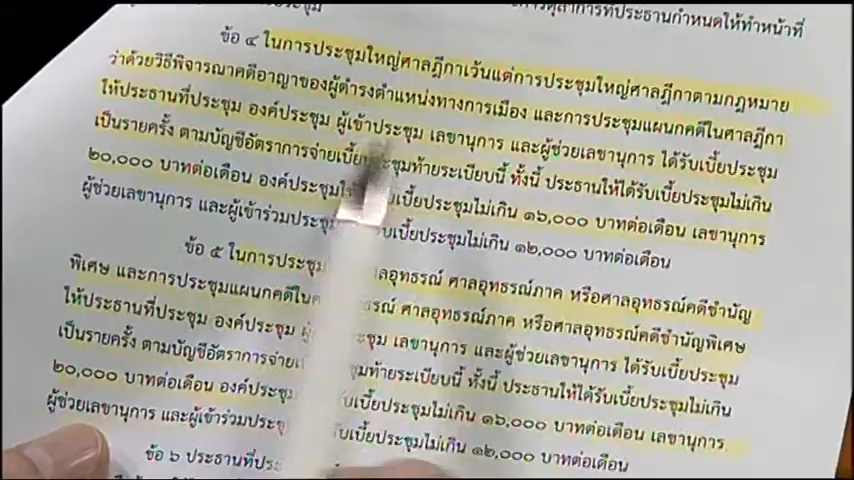 ประชุม
การตุลาการที่ประธานกำหนดให้ทำหน้าที่
ข้อ ๔ ในการประชุมใหญ่ศาลฎีกาเว้นแต่การประชุมใหญ่ศาลฎีกาตามกฎหมาย
ว่าด้วยวิธีพิจารณาคดีอาญาของผู้ดำรงตำแหน่งทางการเมือง และการประชุมแผนกคดีในศาลฎีกา
ให้ประธานที่ประชุม องค์ประชุม ผู้เข้าประชุม เลขานุการ และผู้ช่วยเลขานุการ ได้รับเบี้ยประชุม
เป็นรายครั้ง ตามบัญชีอัตราการจ่ายเบี้ยประชุมท้ายระเบียบนี้ ทั้งนี้ ประธานให้ได้รับเบี้ยประชุมไม่เกิน
๒๐,๐๐๐ บาทต่อเดือน องค์ประชุม เบี้ยประชุมไม่เกิน ๑๖,๐๐๐ บาทต่อเดือน เลขานุการ
ผู้ช่วยเลขานุการ และผู้เข้าร่วมประชุม เบี้ยประชุมไม่เกิน ๑๒,๐๐๐ บาทต่อเดือน
ข้อ ๕ ในการประชุม ศาลอุทธรณ์ ศาลอุทธรณ์ภาค หรือศาลอุทธรณ์คดีชำนัญ
พิเศษ และการประชุมแผนกคดีใน ศาลอุทธรณ์ภาค หรือศาลอุทธรณ์คดีชำนัญพิเศษ
ให้ประธานที่ประชุม องค์ประชุม ประชุม เลขานุการ และผู้ช่วยเลขานุการ ได้รับเบี้ยประชุม
เป็นรายครั้ง ตามบัญชีอัตราการจ่าย ท้ายระเบียบนี้ ทั้งนี้ ประธานให้ได้รับเบี้ยประชุมไม่เกิน
๒๐,๐๐๐ บาทต่อเดือน องค์ประชุม เบี้ยประชุมไม่เกิน ๑๖,๐๐๐ บาทต่อเดือน เลขานุการ
ผู้ช่วยเลขานุการ และผู้เข้าร่วม เบี้ยประชุมไม่เกิน ๑๒,๐๐๐ บาทต่อเดือน
ข้อ ๖ ประธานที่